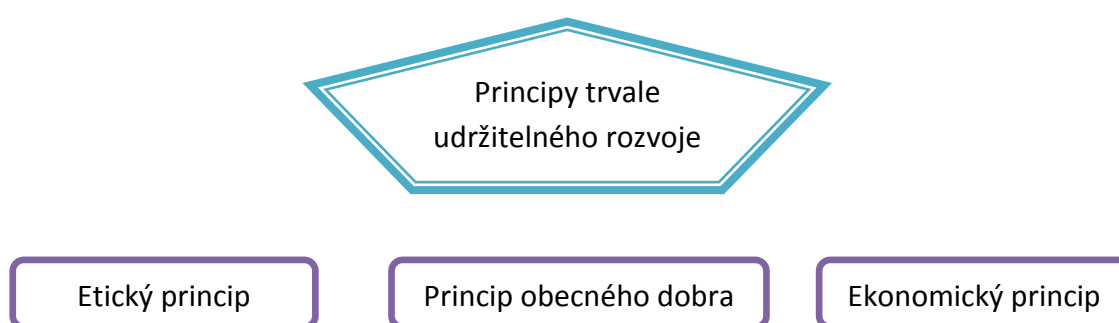 Principy trvale
udržitelného rozvoje
Etický princip
Princip obecného dobra
Ekonomický princip